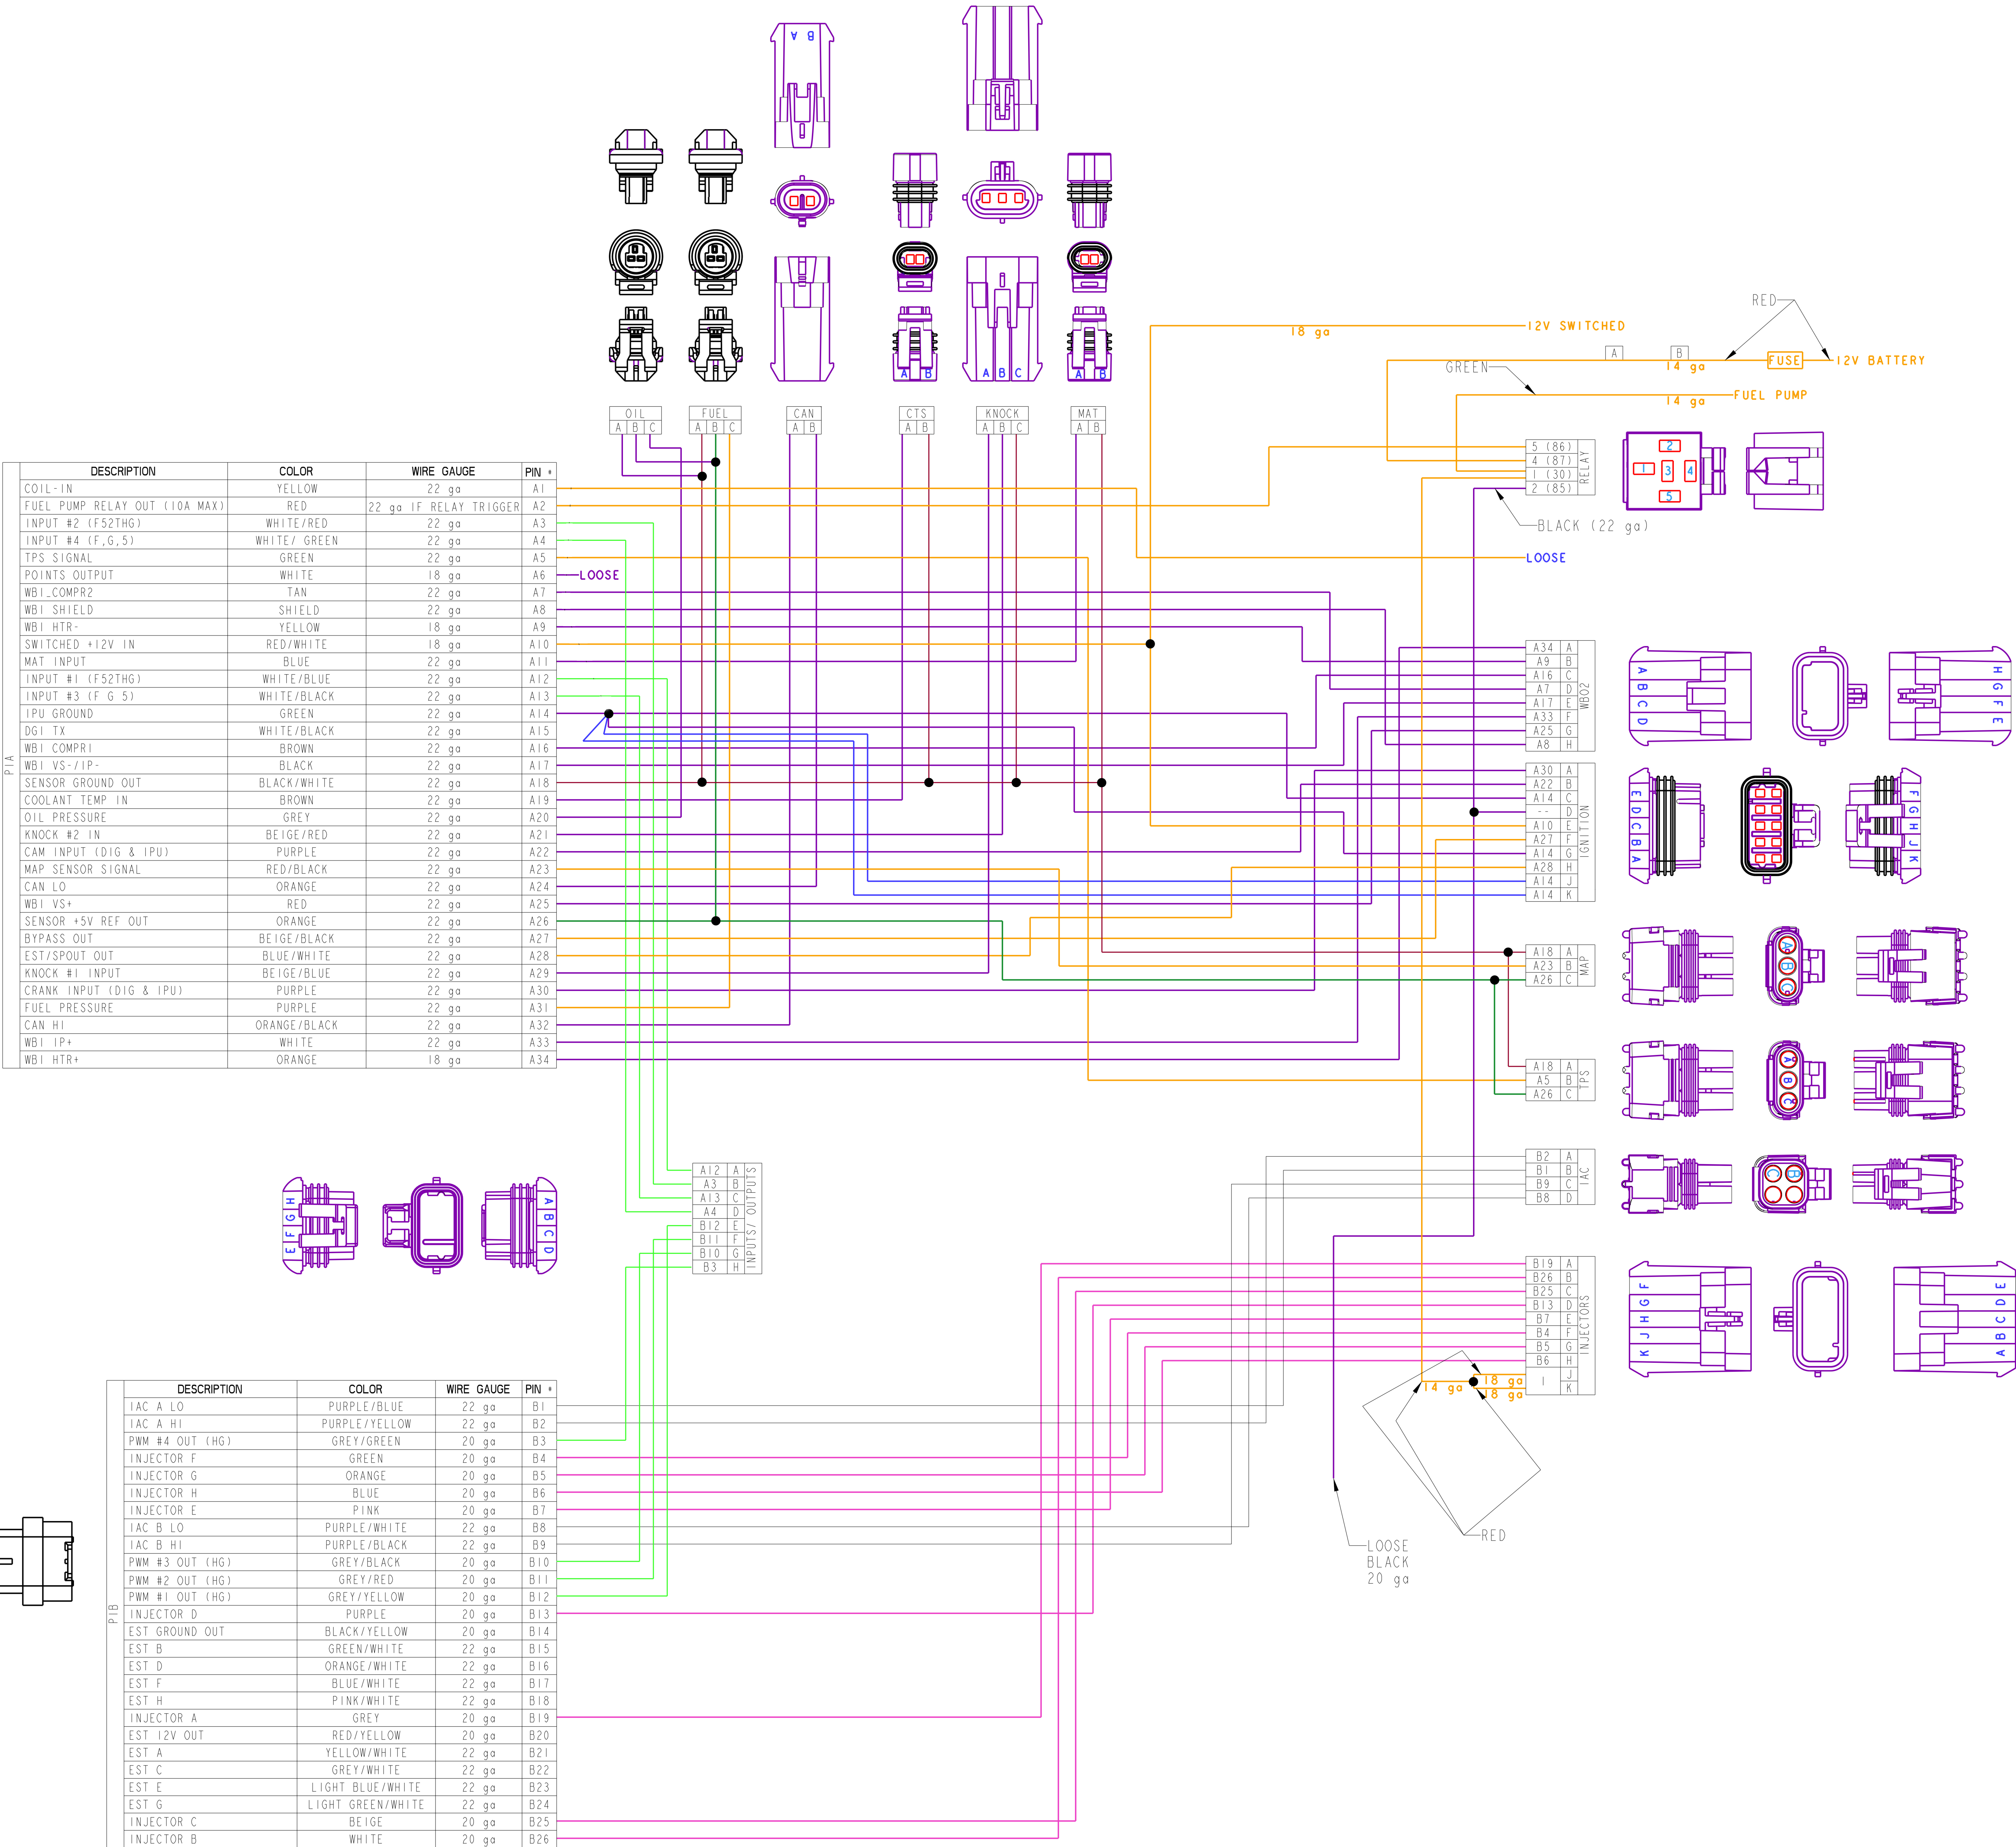 B A
A B
A B C
A B
RED
12V SWITCHED
18 ga
A B
FUSE 12V BATTERY
14 ga
GREEN
FUEL PUMP
14 ga
OIL FUEL CAN CTS KNOCK MAT
A B C A B C A B A B A B C A B
5 (86)
4 (87)
1 (30)
2 (85)
RELAY
2
1 3 4
5
BLACK (22 ga)
LOOSE
P1A
DESCRIPTION COLOR WIRE GAUGE PIN #
COIL-IN YELLOW 22 ga A1
FUEL PUMP RELAY OUT (10A MAX) RED 22 ga IF RELAY TRIGGER A2
INPUT #2 (F52THG) WHITE/RED 22 ga A3
INPUT #4 (F,G,5) WHITE/ GREEN 22 ga A4
TPS SIGNAL GREEN 22 ga A5
POINTS OUTPUT WHITE 18 ga A6 LOOSE
WB1_COMPR2 TAN 22 ga A7
WB1 SHIELD SHIELD 22 ga A8
WB1 HTR- YELLOW 18 ga A9
SWITCHED +12V IN RED/WHITE 18 ga A10
MAT INPUT BLUE 22 ga A11
INPUT #1 (F52THG) WHITE/BLUE 22 ga A12
INPUT #3 (F G 5) WHITE/BLACK 22 ga A13
IPU GROUND GREEN 22 ga A14
DG1 TX WHITE/BLACK 22 ga A15
WB1 COMPR1 BROWN 22 ga A16
WB1 VS-/IP- BLACK 22 ga A17
SENSOR GROUND OUT BLACK/WHITE 22 ga A18
COOLANT TEMP IN BROWN 22 ga A19
OIL PRESSURE GREY 22 ga A20
KNOCK #2 IN BEIGE/RED 22 ga A21
CAM INPUT (DIG & IPU) PURPLE 22 ga A22
MAP SENSOR SIGNAL RED/BLACK 22 ga A23
CAN LO ORANGE 22 ga A24
WB1 VS+ RED 22 ga A25
SENSOR +5V REF OUT ORANGE 22 ga A26
BYPASS OUT BEIGE/BLACK 22 ga A27
EST/SPOUT OUT BLUE/WHITE 22 ga A28
KNOCK #1 INPUT BEIGE/BLUE 22 ga A29
CRANK INPUT (DIG & IPU) PURPLE 22 ga A30
FUEL PRESSURE PURPLE 22 ga A31
CAN HI ORANGE/BLACK 22 ga A32
WB1 IP+ WHITE 22 ga A33
WB1 HTR+ ORANGE 18 ga A34
A34 A
A9 B
A16 C
A7 D
A17 E
A33 F
A25 G
A8 H
WBO2
A B C D
H G F E
A30 A
A22 B
A14 C
-- D
A10 E
A27 F
A14 G
A28 H
A14 J
A14 K
IGNITION
E D C B A
F G H J K
A18 A
A23 B
A26 C
MAP
A B C
A18 A
A5 B
A26 C
TPS
A B C
B2 A
B1 B
B9 C
B8 D
IAC
C B
H G F E
A B C D
A12 A
A3 B
A13 C
A4 D
B12 E
B11 F
B10 G
B3 H
INPUTS/ OUTPUTS
B19 A
B26 B
B25 C
B13 D
B7 E
B4 F
B5 G
B6 H
1 J
K
INJECTORS
F G H J K
E D C B A
14 ga
18 ga
18 ga
RED
LOOSE
BLACK
20 ga
P1B
DESCRIPTION COLOR WIRE GAUGE PIN #
IAC A LO PURPLE/BLUE 22 ga B1
IAC A HI PURPLE/YELLOW 22 ga B2
PWM #4 OUT (HG) GREY/GREEN 20 ga B3
INJECTOR F GREEN 20 ga B4
INJECTOR G ORANGE 20 ga B5
INJECTOR H BLUE 20 ga B6
INJECTOR E PINK 20 ga B7
IAC B LO PURPLE/WHITE 22 ga B8
IAC B HI PURPLE/BLACK 22 ga B9
PWM #3 OUT (HG) GREY/BLACK 20 ga B10
PWM #2 OUT (HG) GREY/RED 20 ga B11
PWM #1 OUT (HG) GREY/YELLOW 20 ga B12
INJECTOR D PURPLE 20 ga B13
EST GROUND OUT BLACK/YELLOW 20 ga B14
EST B GREEN/WHITE 22 ga B15
EST D ORANGE/WHITE 22 ga B16
EST F BLUE/WHITE 22 ga B17
EST H PINK/WHITE 22 ga B18
INJECTOR A GREY 20 ga B19
EST 12V OUT RED/YELLOW 20 ga B20
EST A YELLOW/WHITE 22 ga B21
EST C GREY/WHITE 22 ga B22
EST E LIGHT BLUE/WHITE 22 ga B23
EST G LIGHT GREEN/WHITE 22 ga B24
INJECTOR C BEIGE 20 ga B25
INJECTOR B WHITE 20 ga B26